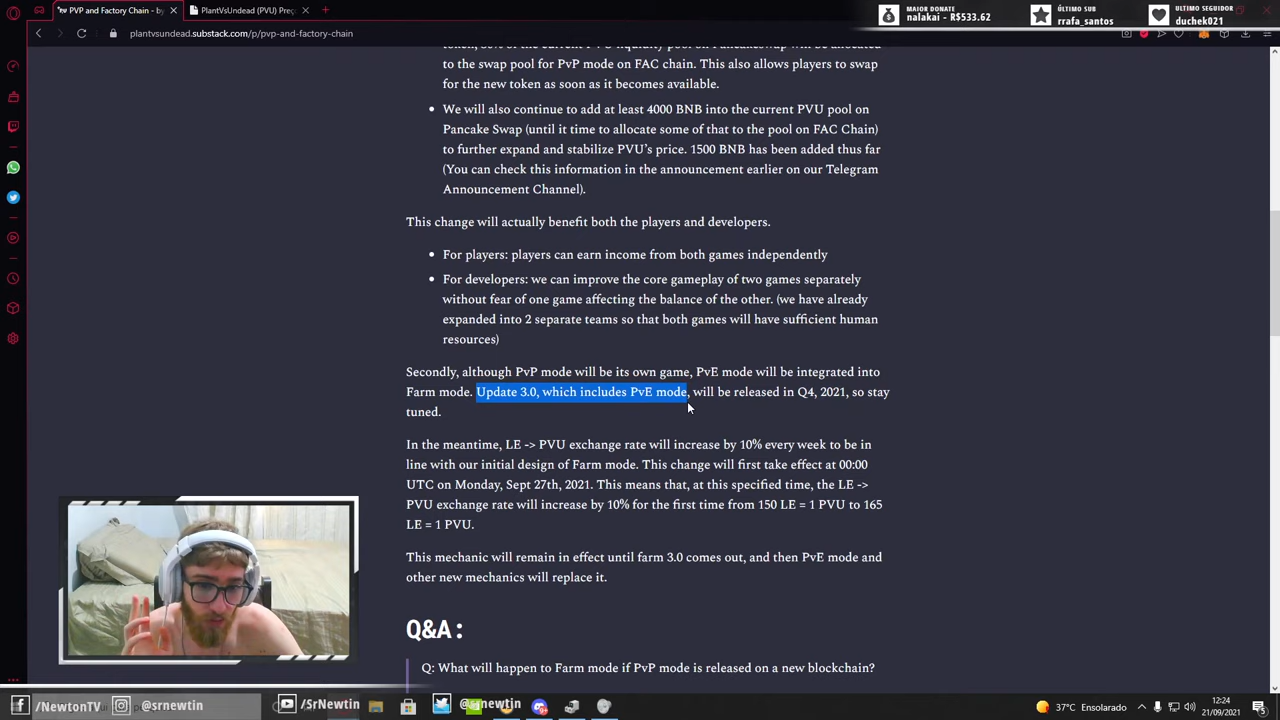 PVP and Factory Chain - by
PlantVsUndead (PVU) Preç
MAIOR DONATE
nalakai - R$533.62
ÚLTIMO SUB
rrafa_santos
ÚLTIMO SEGUIDOR
duchek021
plantvsundead.substack.com/p/pvp-and-factory-chain
to the swap pool for PvP mode on FAC chain. This also allows players to swap
for the new token as soon as it becomes available.
We will also continue to add at least 4000 BNB into the current PVU pool on
Pancake Swap (until it time to allocate some of that to the pool on FAC Chain)
to further expand and stabilize PVU's price. 1500 BNB has been added thus far
(You can check this information in the announcement earlier on our Telegram
Announcement Channel).
This change will actually benefit both the players and developers.
For players: players can earn income from both games independently
For developers: we can improve the core gameplay of two games separately
without fear of one game affecting the balance of the other. (we have already
expanded into 2 separate teams so that both games will have sufficient human
resources)
Secondly, although PvP mode will be its own game, PvE mode will be integrated into
Farm mode. Update 3.0, which includes PvE mode, will be released in Q4, 2021, so stay
tuned.
In the meantime, LE -> PVU exchange rate will increase by 10% every week to be in
line with our initial design of Farm mode. This change will first take effect at 00:00
UTC on Monday, Sept 27th, 2021. This means that, at this specified time, the LE ->
PVU exchange rate will increase by 10% for the first time from 150 LE = 1 PVU to 165
LE = 1 PVU.
This mechanic will remain in effect until farm 3.0 comes out, and then PvE mode and
other new mechanics will replace it.
Q&A:
Q: What will happen to Farm mode if PvP mode is released on a new blockchain?
/NewtonTV
@srnewtin
/SrNewtin
@srnewtin
37°C Ensolarado
12:24
21/09/2021